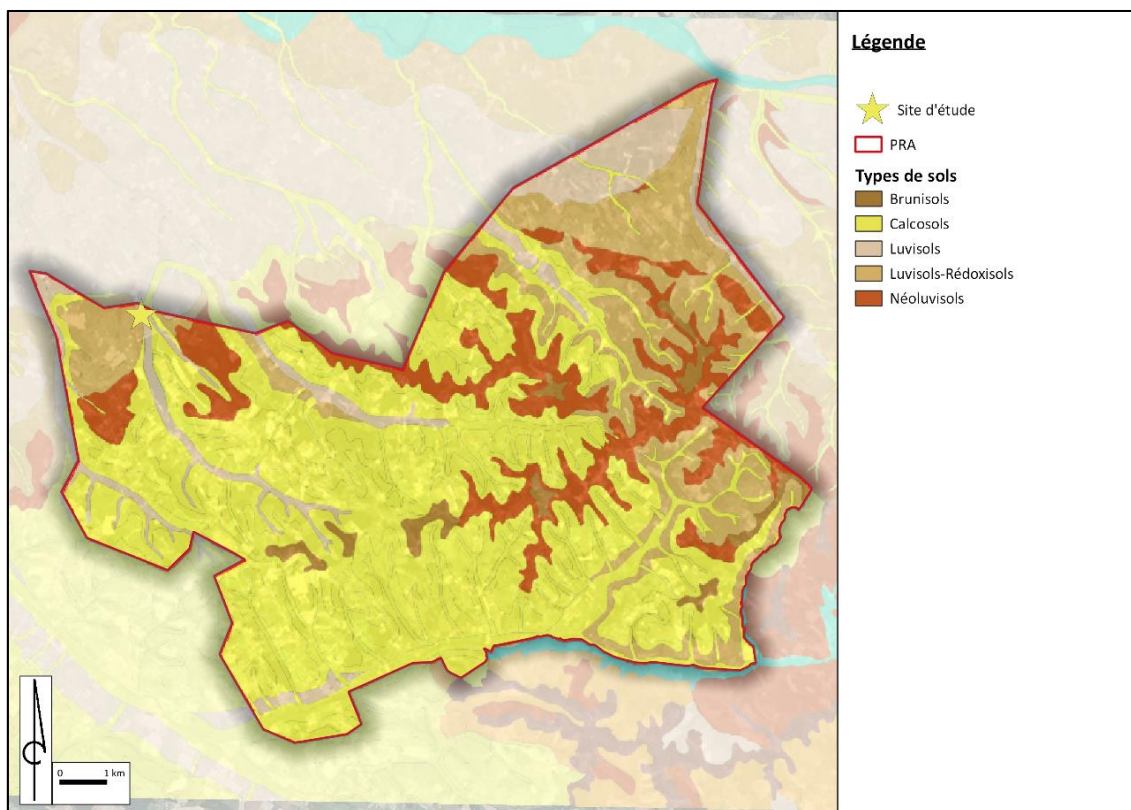 Légende
Site d'étude
PRA
Types de sols
Brunisols
Calcosols
Luvisols
Luvisols-Rédoxisols
Néoluvisols
0 1 km